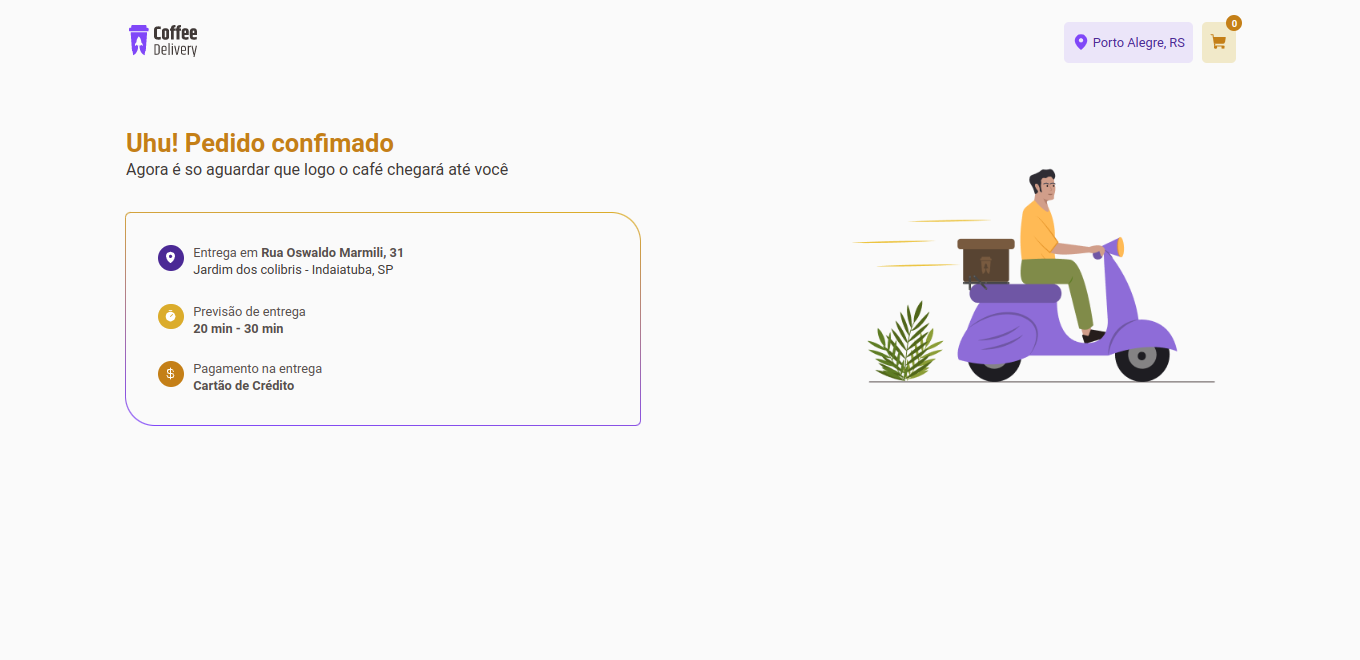 Coffee
Delivery
Porto Alegre, RS
0
Uhu! Pedido confimado
Agora é so aguardar que logo o café chegará até você
Entrega em Rua Oswaldo Marmili, 31
Jardim dos colibris - Indaiatuba, SP
Previsão de entrega
20 min - 30 min
$ Pagamento na entrega
Cartão de Crédito